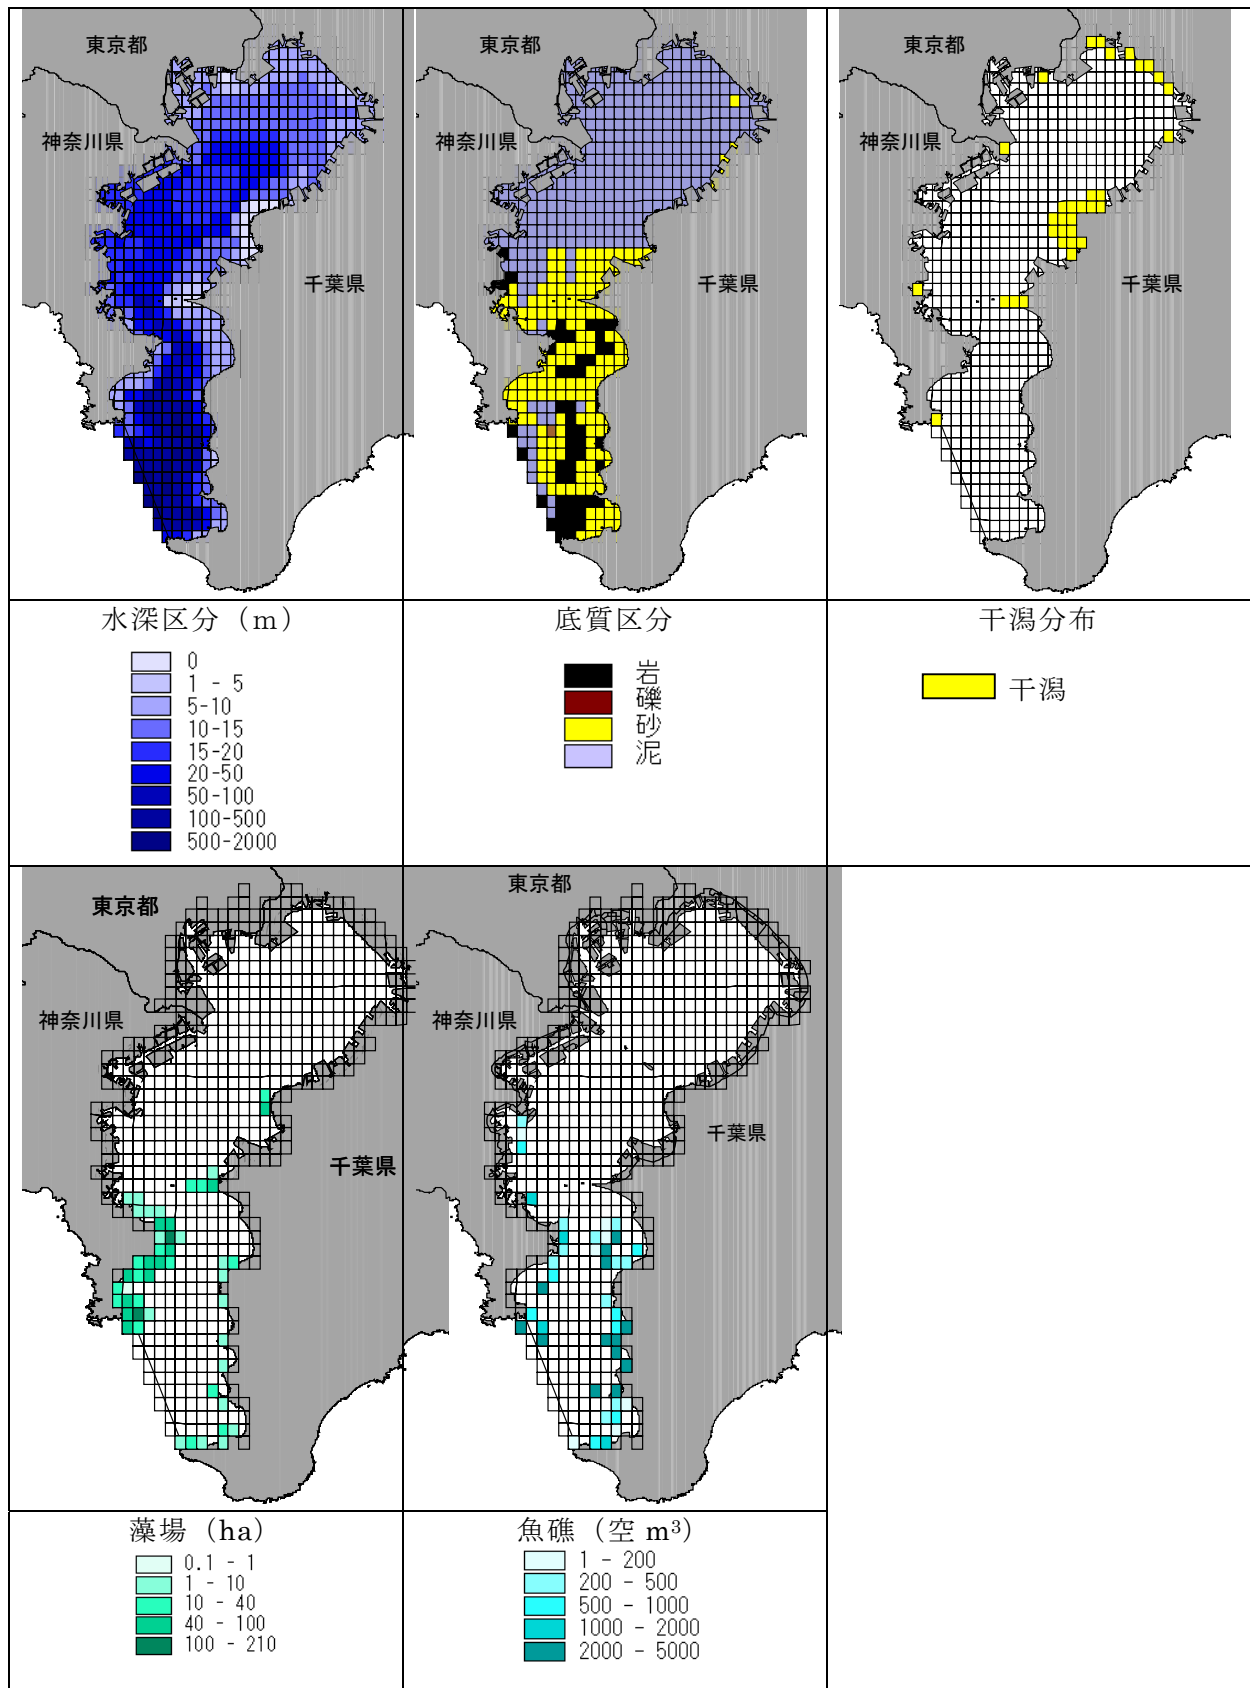 東京都
神奈川県
千葉県
東京都
神奈川県
千葉県
東京都
神奈川県
千葉県
水深区分（m）
0
1 - 5
5-10
10-15
15-20
20-50
50-100
100-500
500-2000
底質区分
岩
礫
砂
泥
干潟分布
干潟
東京都
神奈川県
千葉県
東京都
神奈川県
千葉県
藻場（ha）
0.1 - 1
1 - 10
10 - 40
40 - 100
100 - 210
魚礁（空 m³）
1 - 200
200 - 500
500 - 1000
1000 - 2000
2000 - 5000